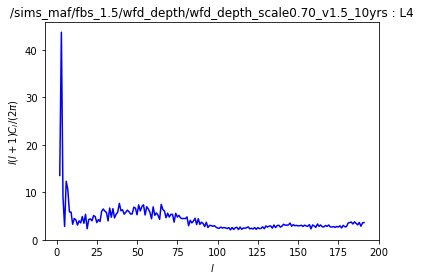 /sims_maf/fbs_1.5/wfd_depth/wfd_depth_scale0.70_v1.5_10yrs : L4
l(l + 1)Cₗ/(2π)
40
30
20
10
0
0 25 50 75 100 125 150 175 200
l